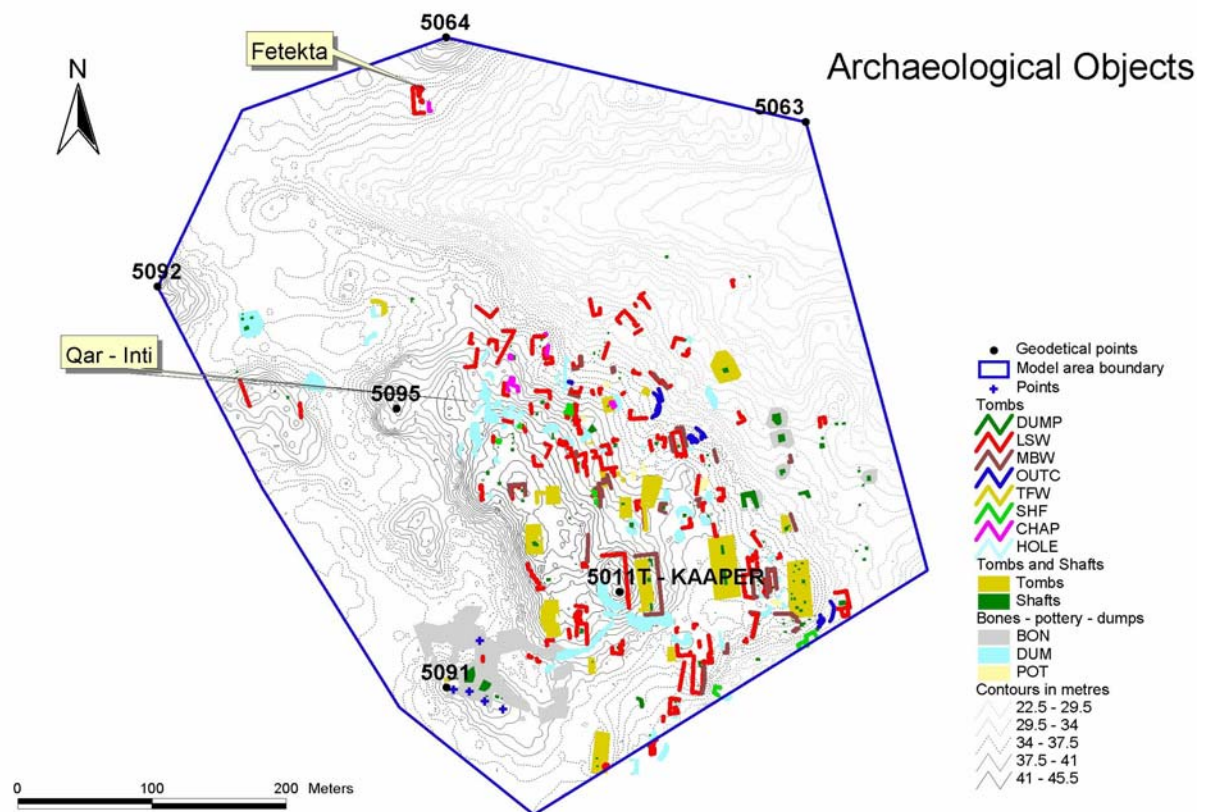 5064
Fetekta
Archaeological Objects
N
5063
5092
Qar - Inti
5095
5011T - KAAPER
5091
Geodetical points
Model area boundary
Points
Tombs
DUMP
LSW
MBW
OUTC
TFW
SHF
CHAP
HOLE
Tombs and Shafts
Tombs
Shafts
Bones - pottery - dumps
BON
DUM
POT
Contours in metres
22.5 - 29.5
29.5 - 34
34 - 37.5
37.5 - 41
41 - 45.5
0 100 200 Meters